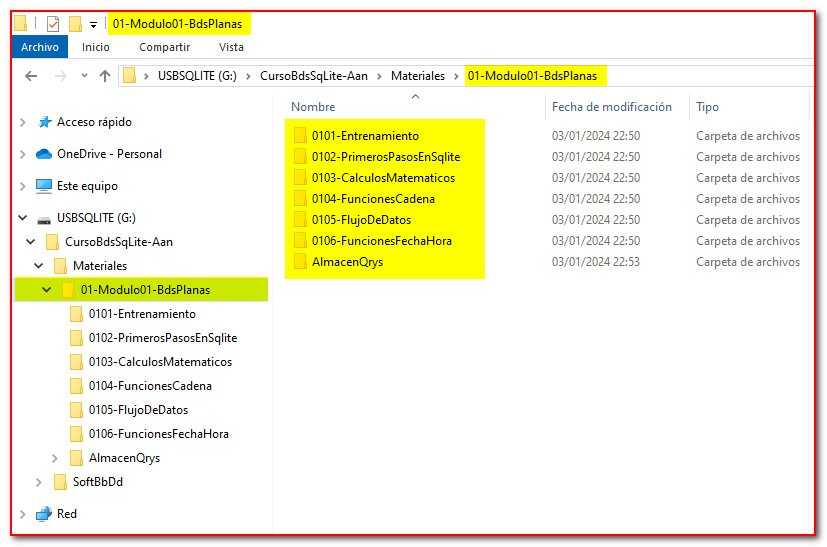 01-Modulo01-BdsPlanas
Archivo Inicio Compartir Vista
USBSQLITE (G:) CursoBdsSqLite-Aan Materiales 01-Modulo01-BdsPlanas
Acceso rápido
OneDrive - Personal
Este equipo
USBSQLITE (G:)
CursoBdsSqLite-Aan
Materiales
01-Modulo01-BdsPlanas
0101-Entrenamiento
0102-PrimerosPasosEnSqlite
0103-CalculosMatematicos
0104-FuncionesCadena
0105-FlujoDeDatos
0106-FuncionesFechaHora
AlmacenQrys
SoftBbDd
Red
Nombre Fecha de modificación Tipo
0101-Entrenamiento 03/01/2024 22:50 Carpeta de archivos
0102-PrimerosPasosEnSqlite 03/01/2024 22:50 Carpeta de archivos
0103-CalculosMatematicos 03/01/2024 22:50 Carpeta de archivos
0104-FuncionesCadena 03/01/2024 22:50 Carpeta de archivos
0105-FlujoDeDatos 03/01/2024 22:50 Carpeta de archivos
0106-FuncionesFechaHora 03/01/2024 22:50 Carpeta de archivos
AlmacenQrys 03/01/2024 22:53 Carpeta de archivos